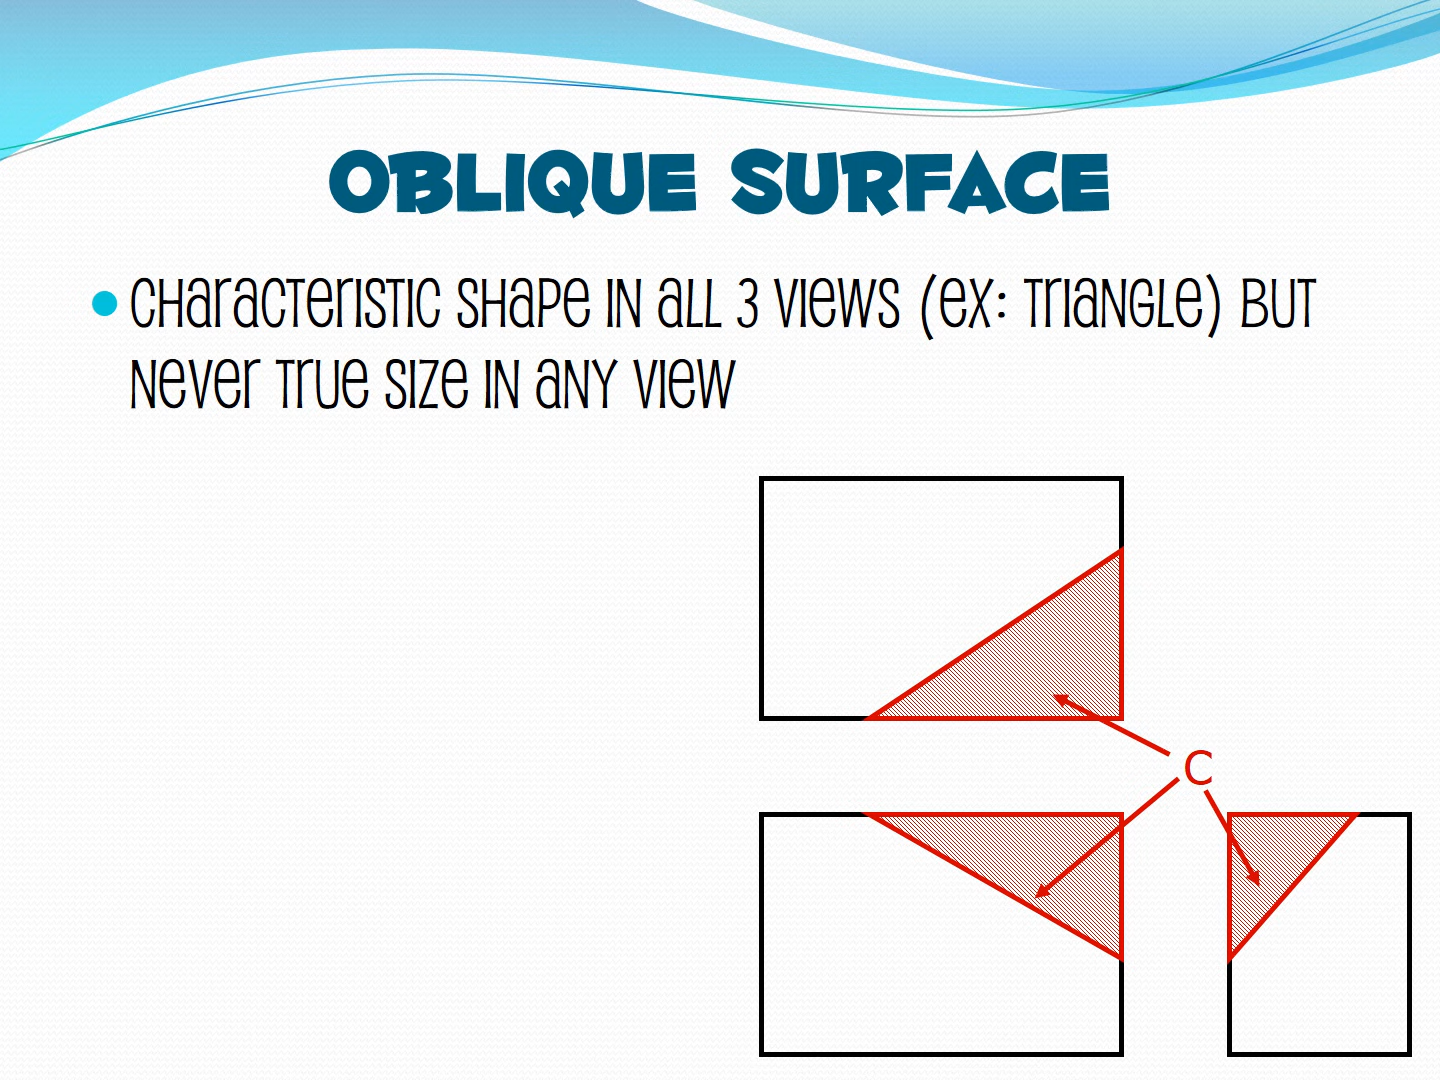 OBLIQUE SURFACE
CHaracTerISTIC SHaPe IN aLL 3 VIeWS (eX: TrIaNGLe) BUT
Never True Size in any view
C